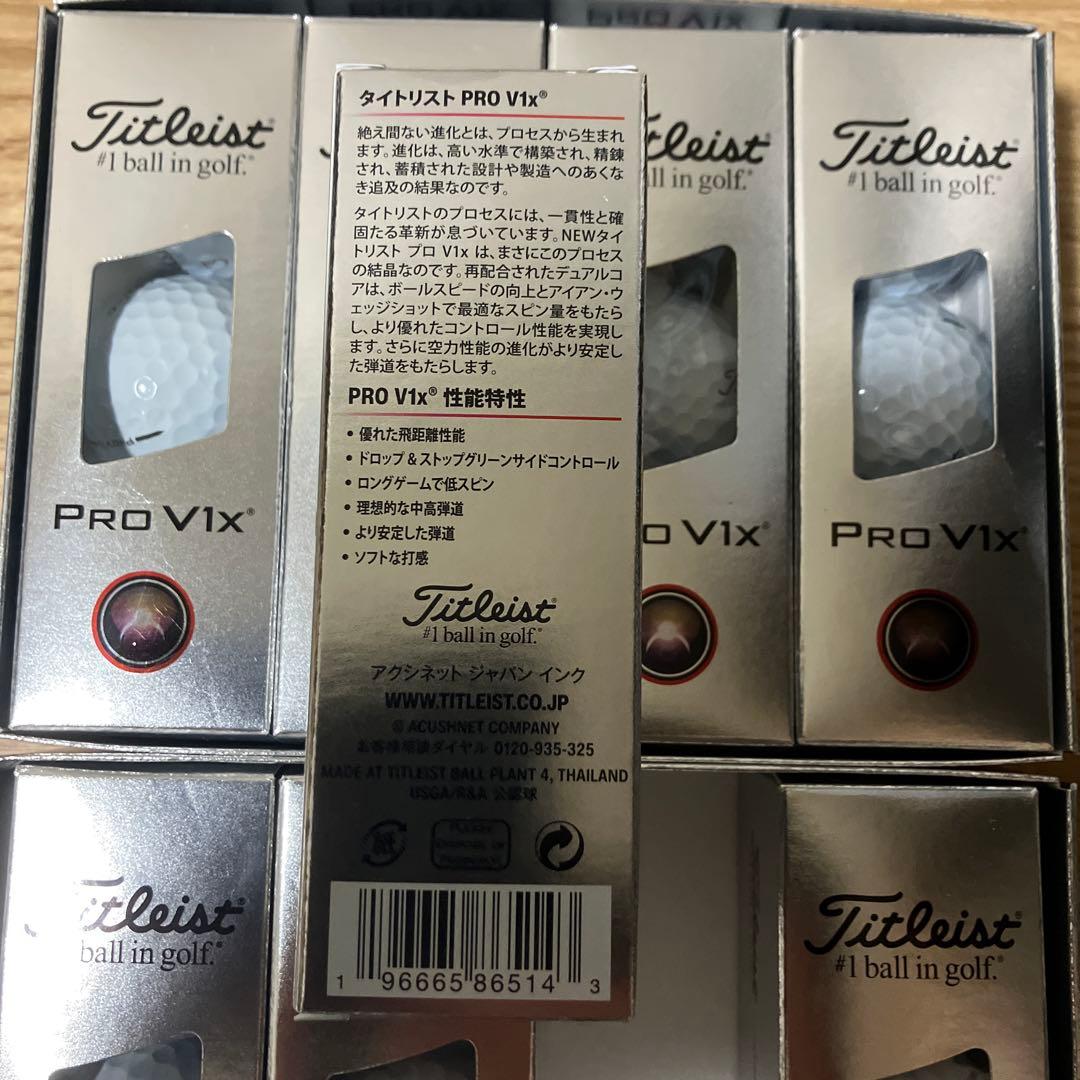 PRO V1x
Titleist®
#1 ball in golf.®
PRO V1x®
タイトリスト PRO V1x®
絶え間ない進化とは、プロセスから生まれ
ます。進化は、高い水準で構築され、精錬
され、蓄積された設計や製造へのあくな
き追及の結果なのです。
タイトリストのプロセスには、一貫性と確
固たる革新が息づいています。NEWタイ
トリスト プロ V1x は、まさにこのプロセス
の結晶なのです。再配合されたデュアルコ
アは、ボールスピードの向上とアイアン・ウ
ェッジショットで最適なスピン量をもたら
し、より優れたコントロール性能を実現し
ます。さらに空力性能の進化がより安定し
た弾道をもたらします。
PRO V1x® 性能特性
• 優れた飛距離性能
• ドロップ&ストップグリーンサイドコントロール
• ロングゲームで低スピン
• 理想的な中高弾道
• より安定した弾道
• ソフトな打感
Titleist®
#1 ball in golf.®
アクシネット ジャパン インク
WWW.TITLEIST.CO.JP
© ACUSHNET COMPANY
お客様相談ダイヤル 0120-935-325
MADE AT TITLEIST BALL PLANT 4, THAILAND
USGA/R&A 公認球
紙
1 96665 86514 3
tleist®
ll in golf.®
O V1x®
Titleist®
#1 ball in golf.®
PRO V1x®
itleist®
ball in golf.®
Titleist®
#1 ball in golf.®